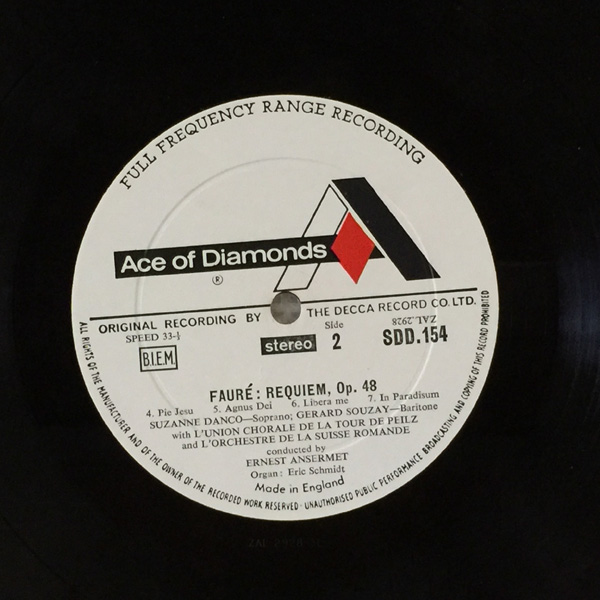 FULL FREQUENCY RANGE RECORDING
Ace of Diamonds
®
ORIGINAL RECORDING BY THE DECCA RECORD CO. LTD.
SPEED 33⅓
Side
ZAL.2928
B.I.E.M.
stereo
2
SDD.154
FAURÉ: REQUIEM, Op. 48
4. Pie Jesu 5. Agnus Dei 6. Libera me 7. In Paradisum
SUZANNE DANCO—Soprano; GERARD SOUZAY—Baritone
with L'UNION CHORALE DE LA TOUR DE PEILZ
and L'ORCHESTRE DE LA SUISSE ROMANDE
conducted by
ERNEST ANSERMET
Organ: Eric Schmidt
Made in England
ALL RIGHTS OF THE MANUFACTURER AND OF THE OWNER OF THE RECORDED WORK RESERVED · UNAUTHORISED PUBLIC PERFORMANCE BROADCASTING AND COPYING OF THIS RECORD PROHIBITED